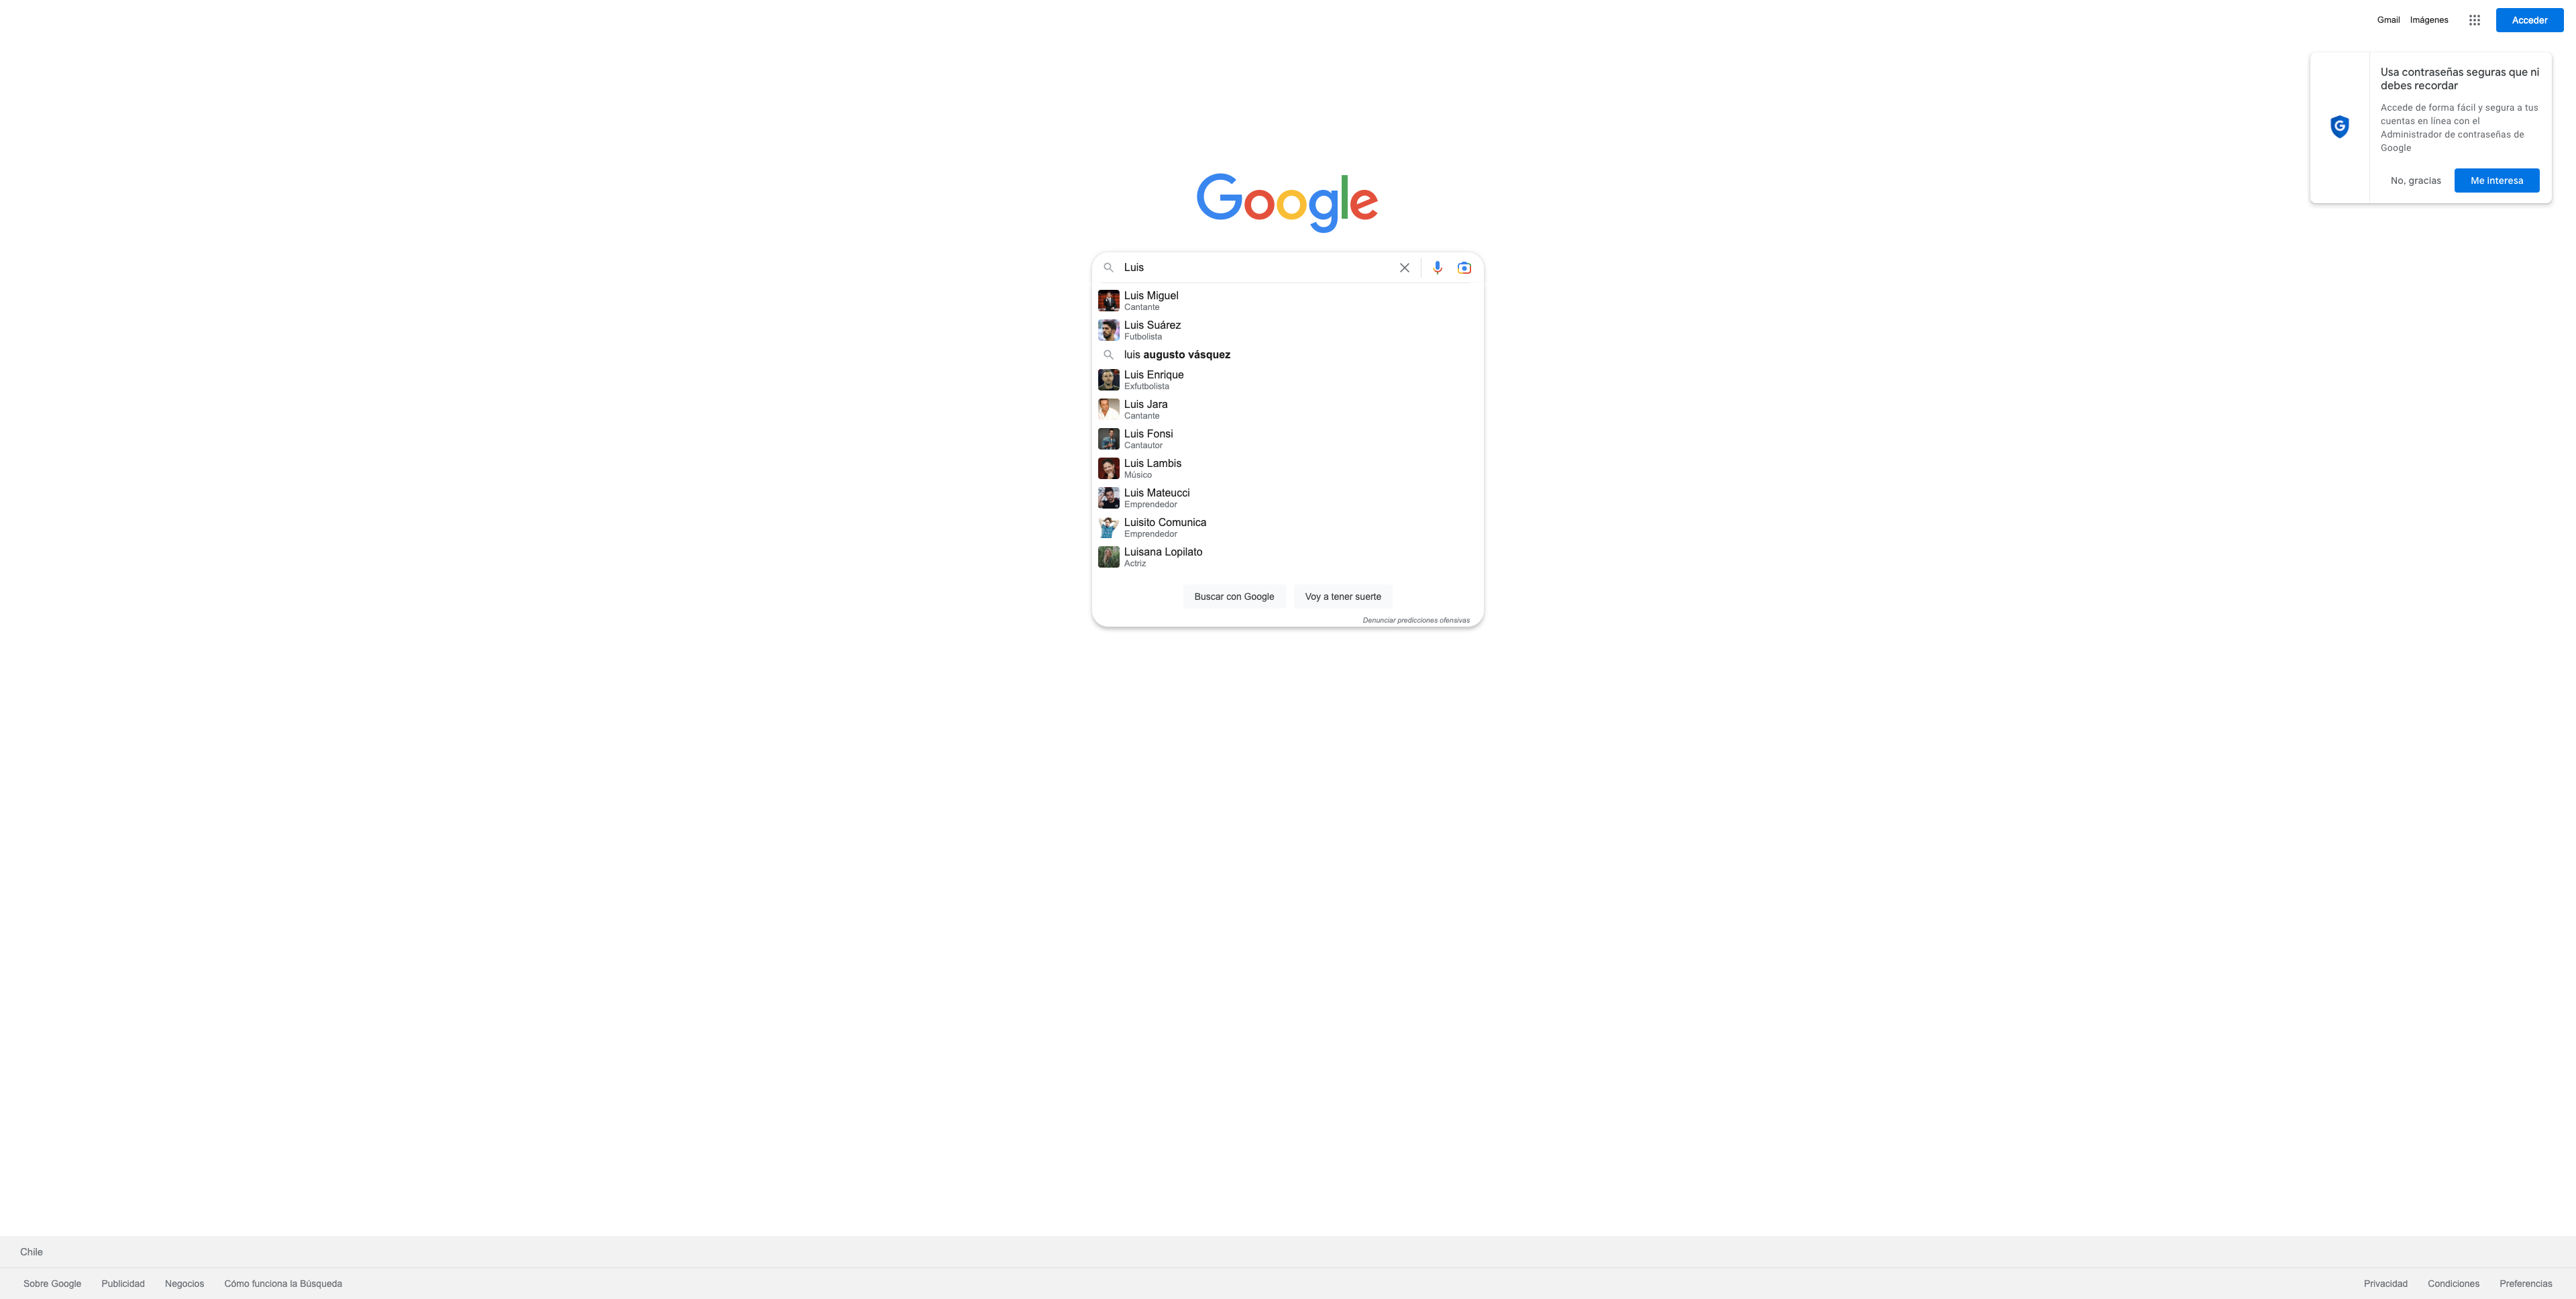 Gmail Imágenes Acceder
Usa contraseñas seguras que ni
debes recordar
Accede de forma fácil y segura a tus
cuentas en línea con el
Administrador de contraseñas de
Google
No, gracias Me interesa
Google
Luis
Luis Miguel
Cantante
Luis Suárez
Futbolista
luis augusto vásquez
Luis Enrique
Exfutbolista
Luis Jara
Cantante
Luis Fonsi
Cantautor
Luis Lambis
Músico
Luis Mateucci
Emprendedor
Luisito Comunica
Emprendedor
Luisana Lopilato
Actriz
Buscar con Google Voy a tener suerte
Denunciar predicciones ofensivas
Chile
Sobre Google Publicidad Negocios Cómo funciona la Búsqueda Privacidad Condiciones Preferencias